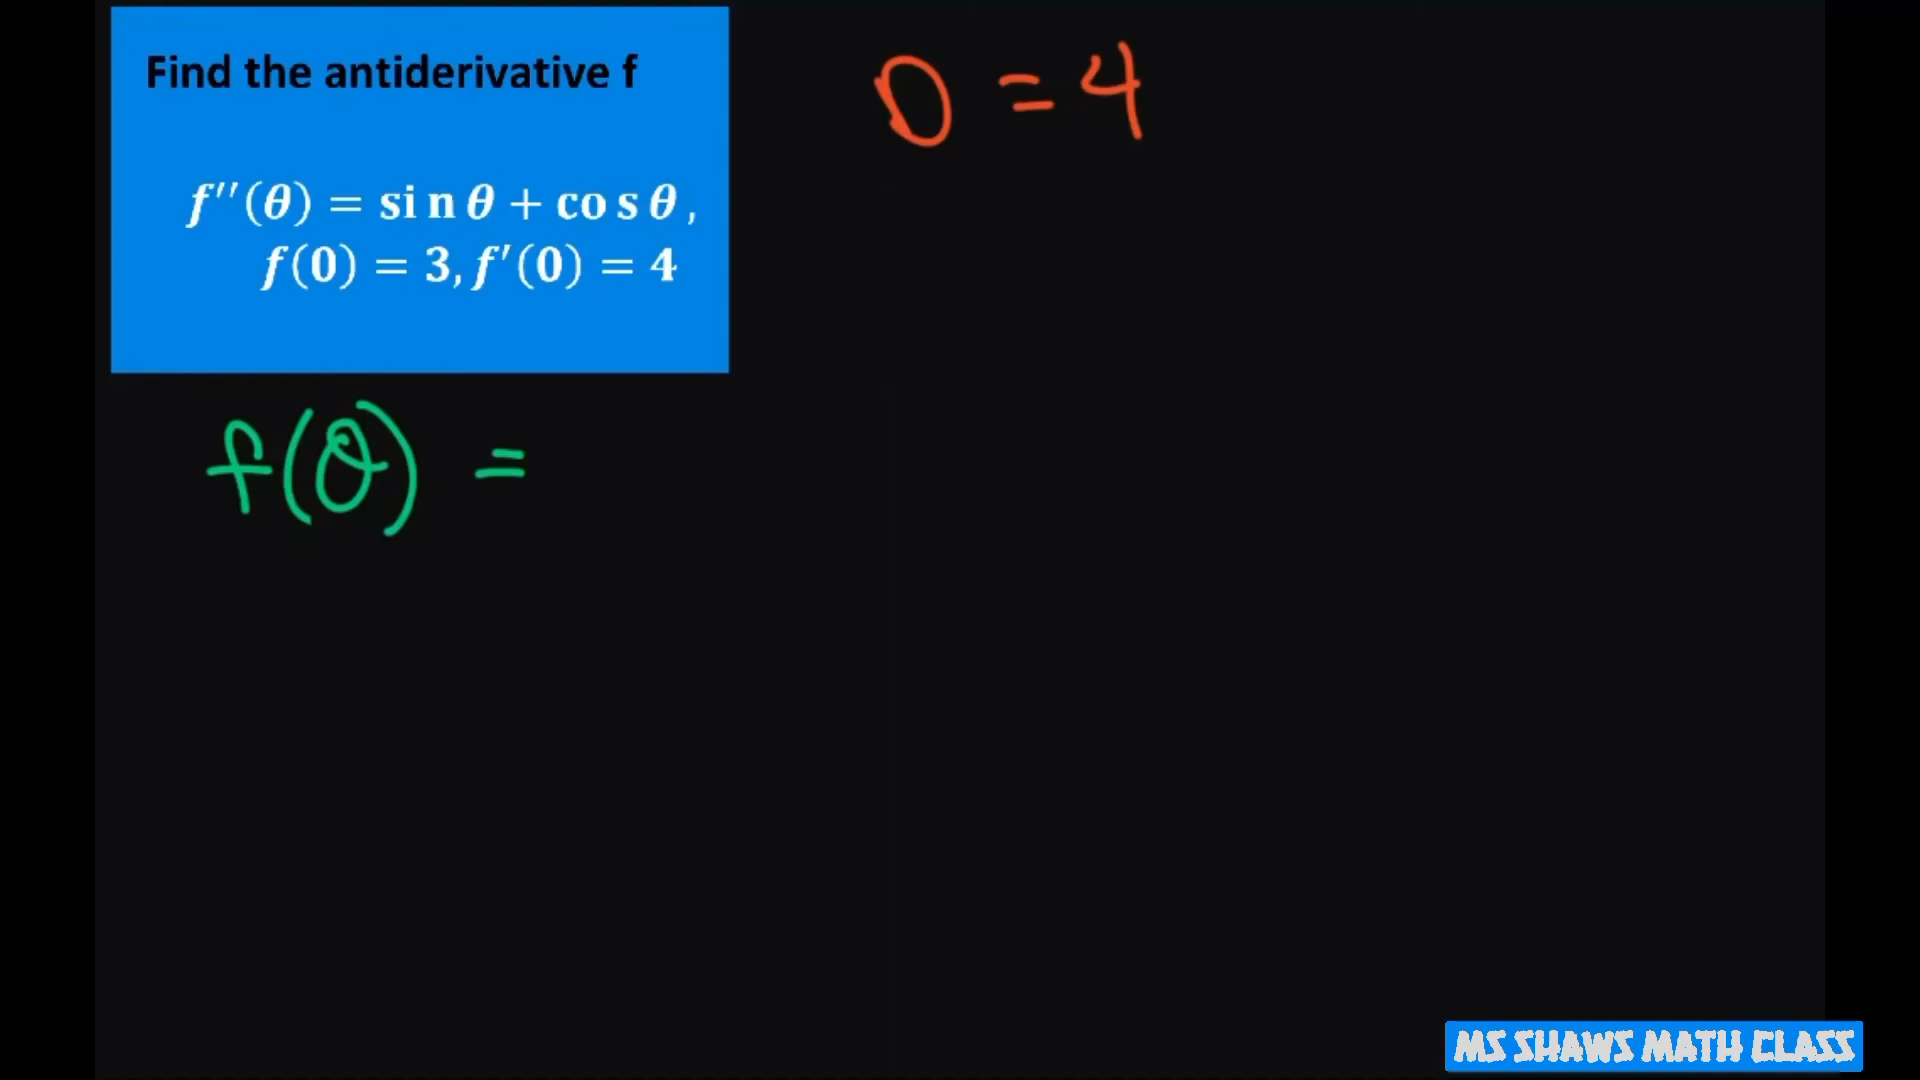 Find the antiderivative f
0 = 4
f''(θ) = sin θ + cos θ,
f(0) = 3, f'(0) = 4
f(θ) =
MS SHAWS MATH CLASS